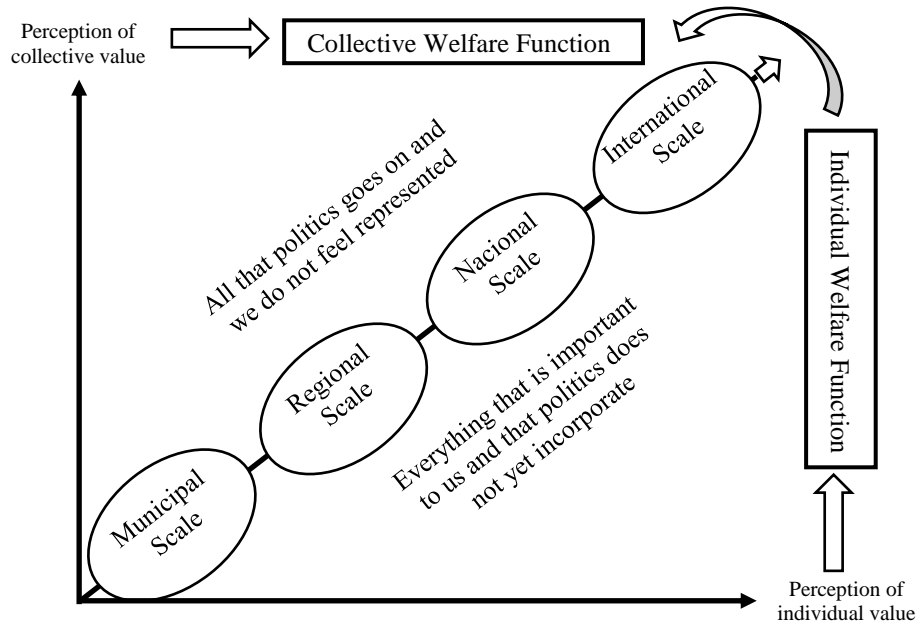 Perception of
collective value
Collective Welfare Function
International
Scale
All that politics goes on and
we do not feel represented
Nacional
Scale
Individual Welfare Function
Regional
Scale
Everything that is important
to us and that politics does
not yet incorporate
Municipal
Scale
Perception of
individual value